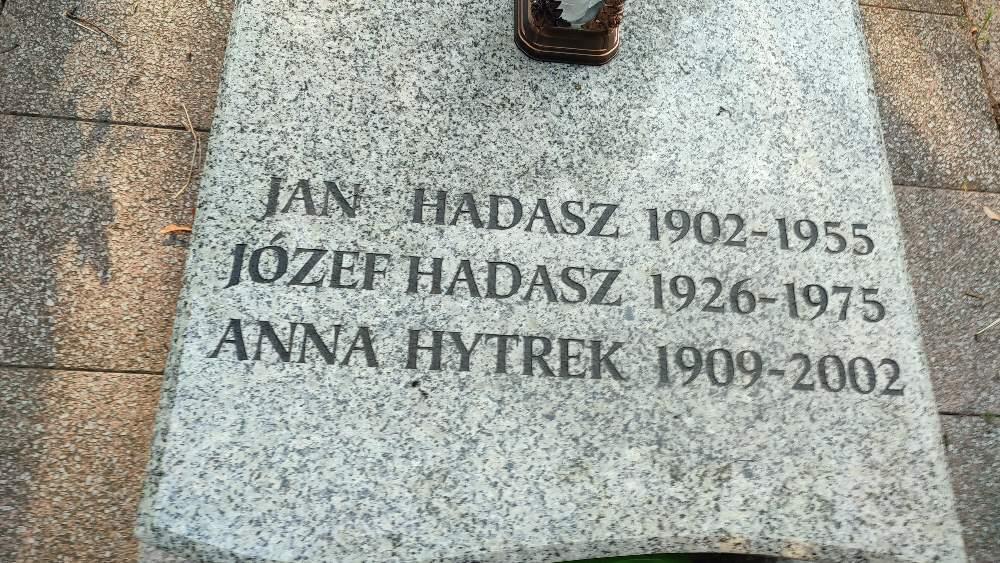 JAN HADASZ 1902-1955
JÓZEF HADASZ 1926-1975
ANNA HYTREK 1909-2002